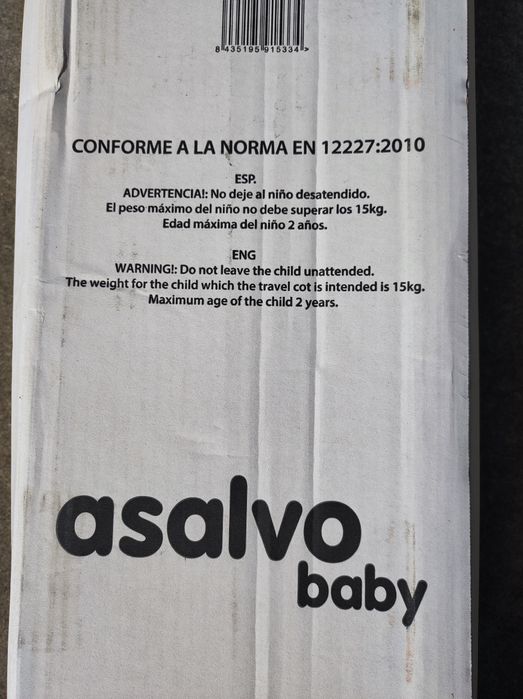 8 435195 915334 >
CONFORME A LA NORMA EN 12227:2010
ESP.
ADVERTENCIA!: No deje al niño desatendido.
El peso máximo del niño no debe superar los 15kg.
Edad máxima del niño 2 años.
ENG
WARNING!: Do not leave the child unattended.
The weight for the child which the travel cot is intended is 15kg.
Maximum age of the child 2 years.
asalvo
baby